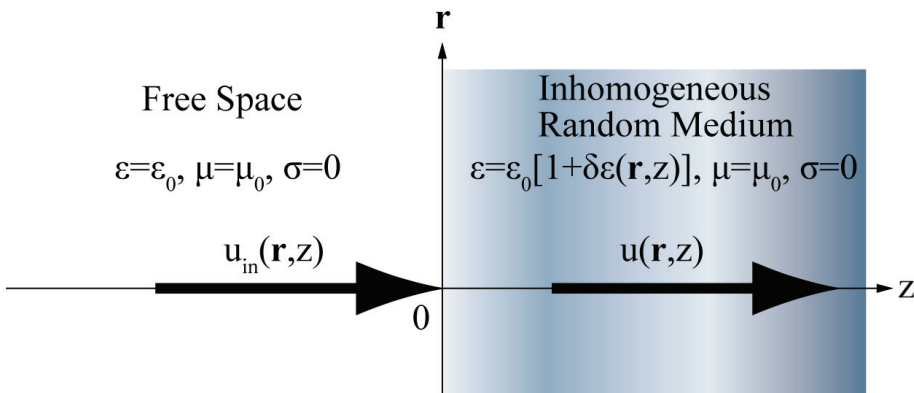 r
Free Space
ε=ε₀, μ=μ₀, σ=0
Inhomogeneous
Random Medium
ε=ε₀[1+δε(r,z)], μ=μ₀, σ=0
uᵢₙ(r,z)
u(r,z)
0
z